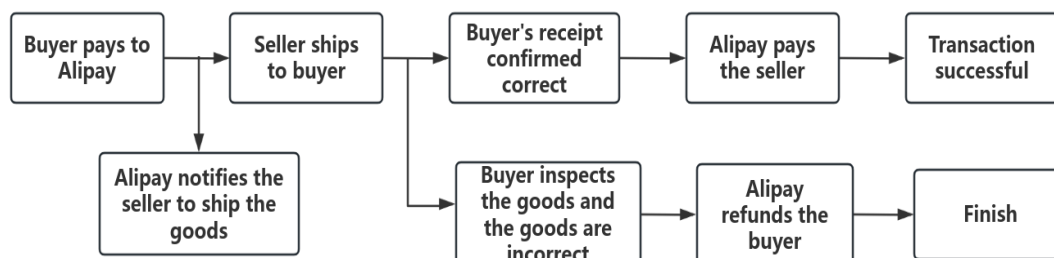 Buyer pays to
Alipay
Seller ships
to buyer
Buyer's receipt
confirmed
correct
Alipay pays
the seller
Transaction
successful
Alipay notifies the
seller to ship the
goods
Buyer inspects
the goods and
the goods are
incorrect
Alipay
refunds the
buyer
Finish